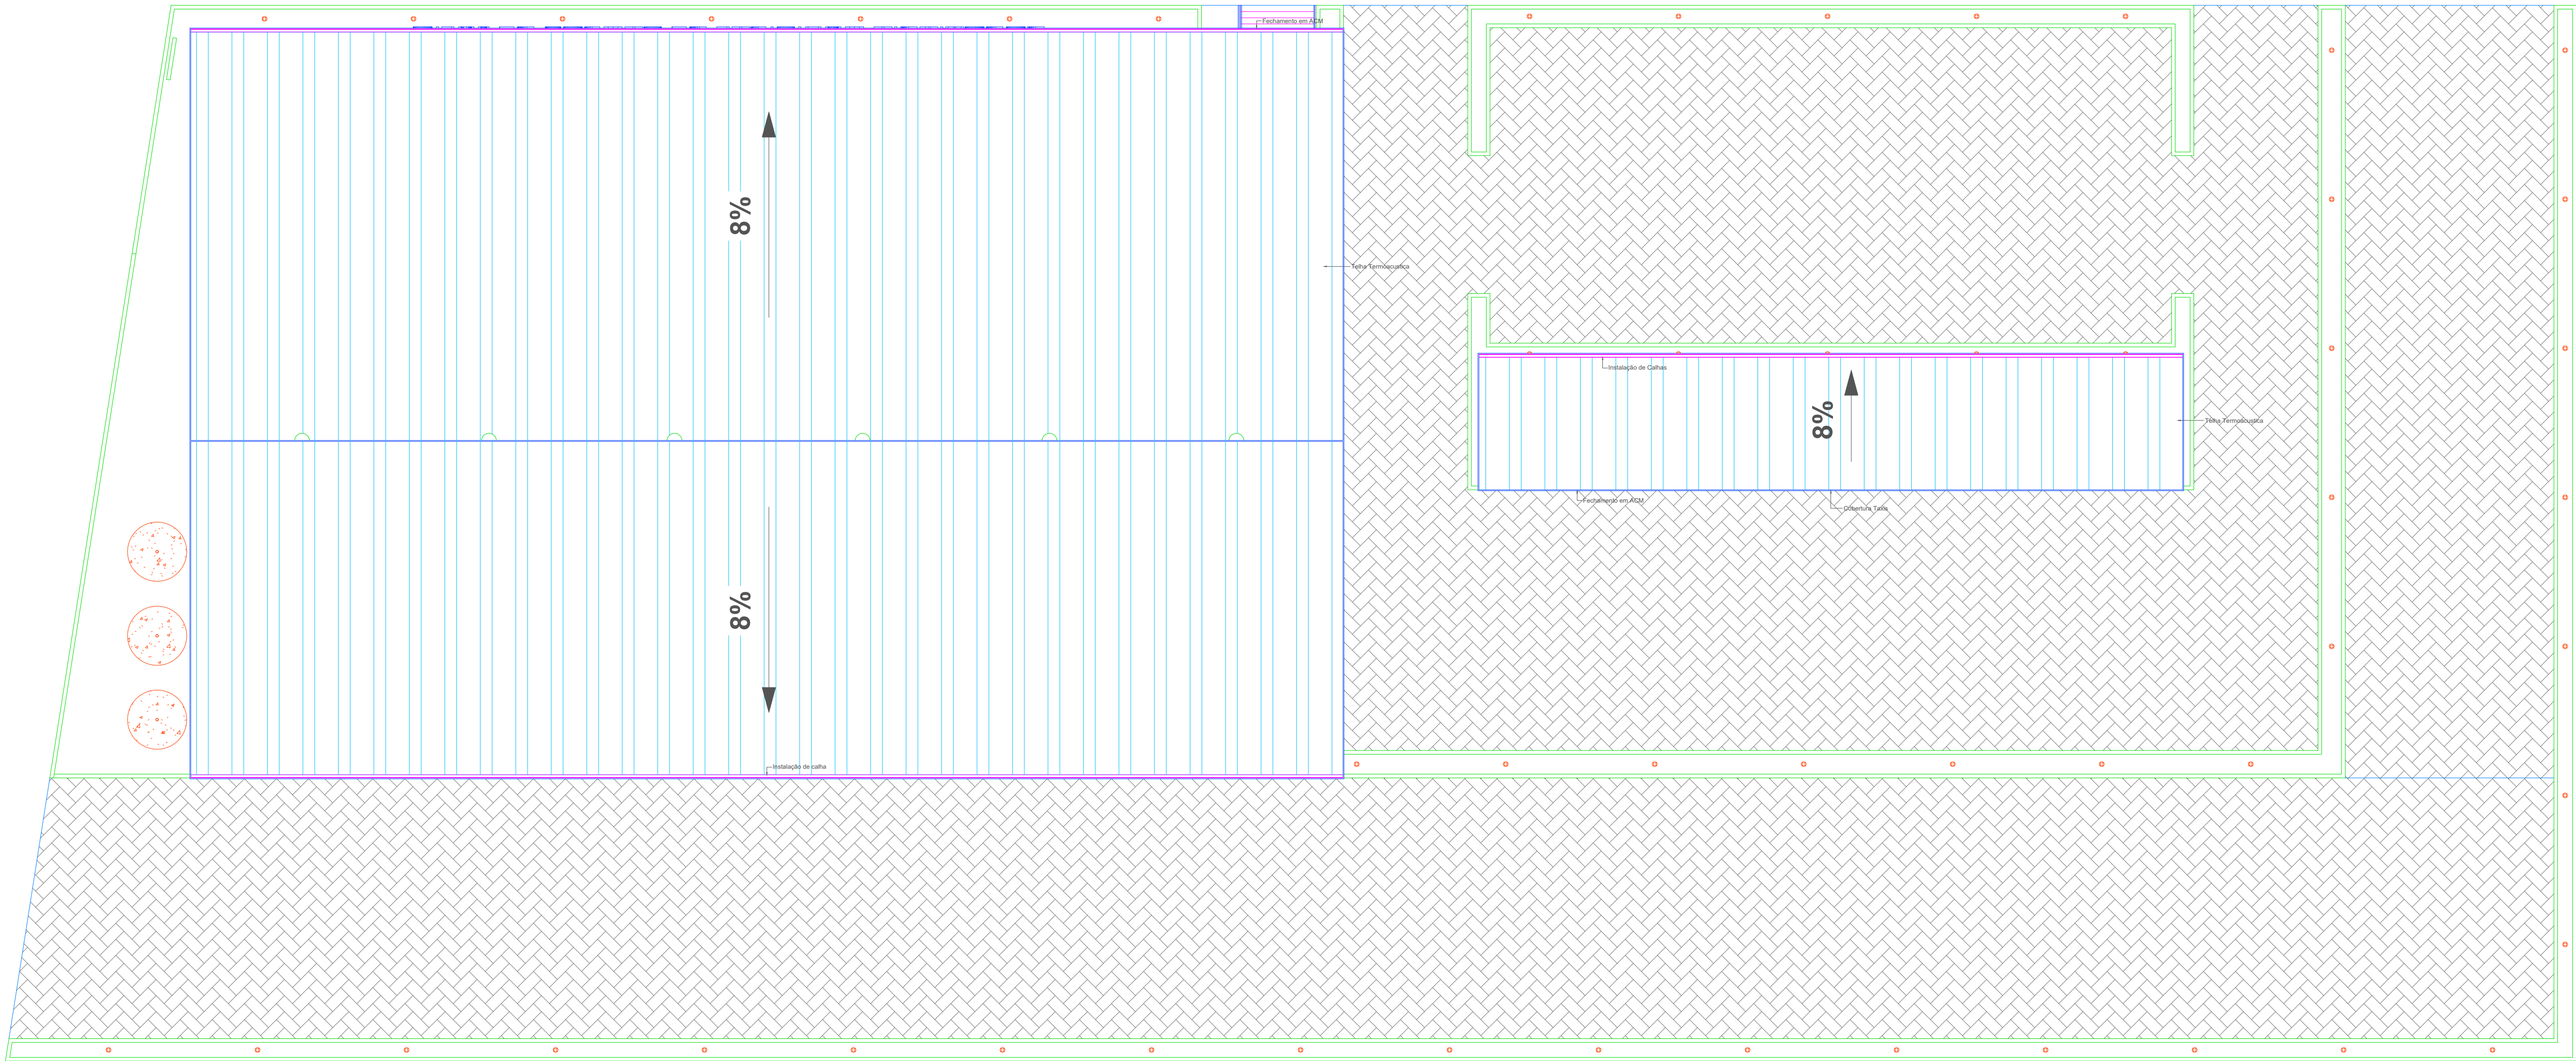 Fechamento em ACM
8%
Telha Termoacustica
Instalação de Calhas
8%
Telha Termoacustica
Fechamento em ACM
Cobertura Taxis
8%
Instalação de calha